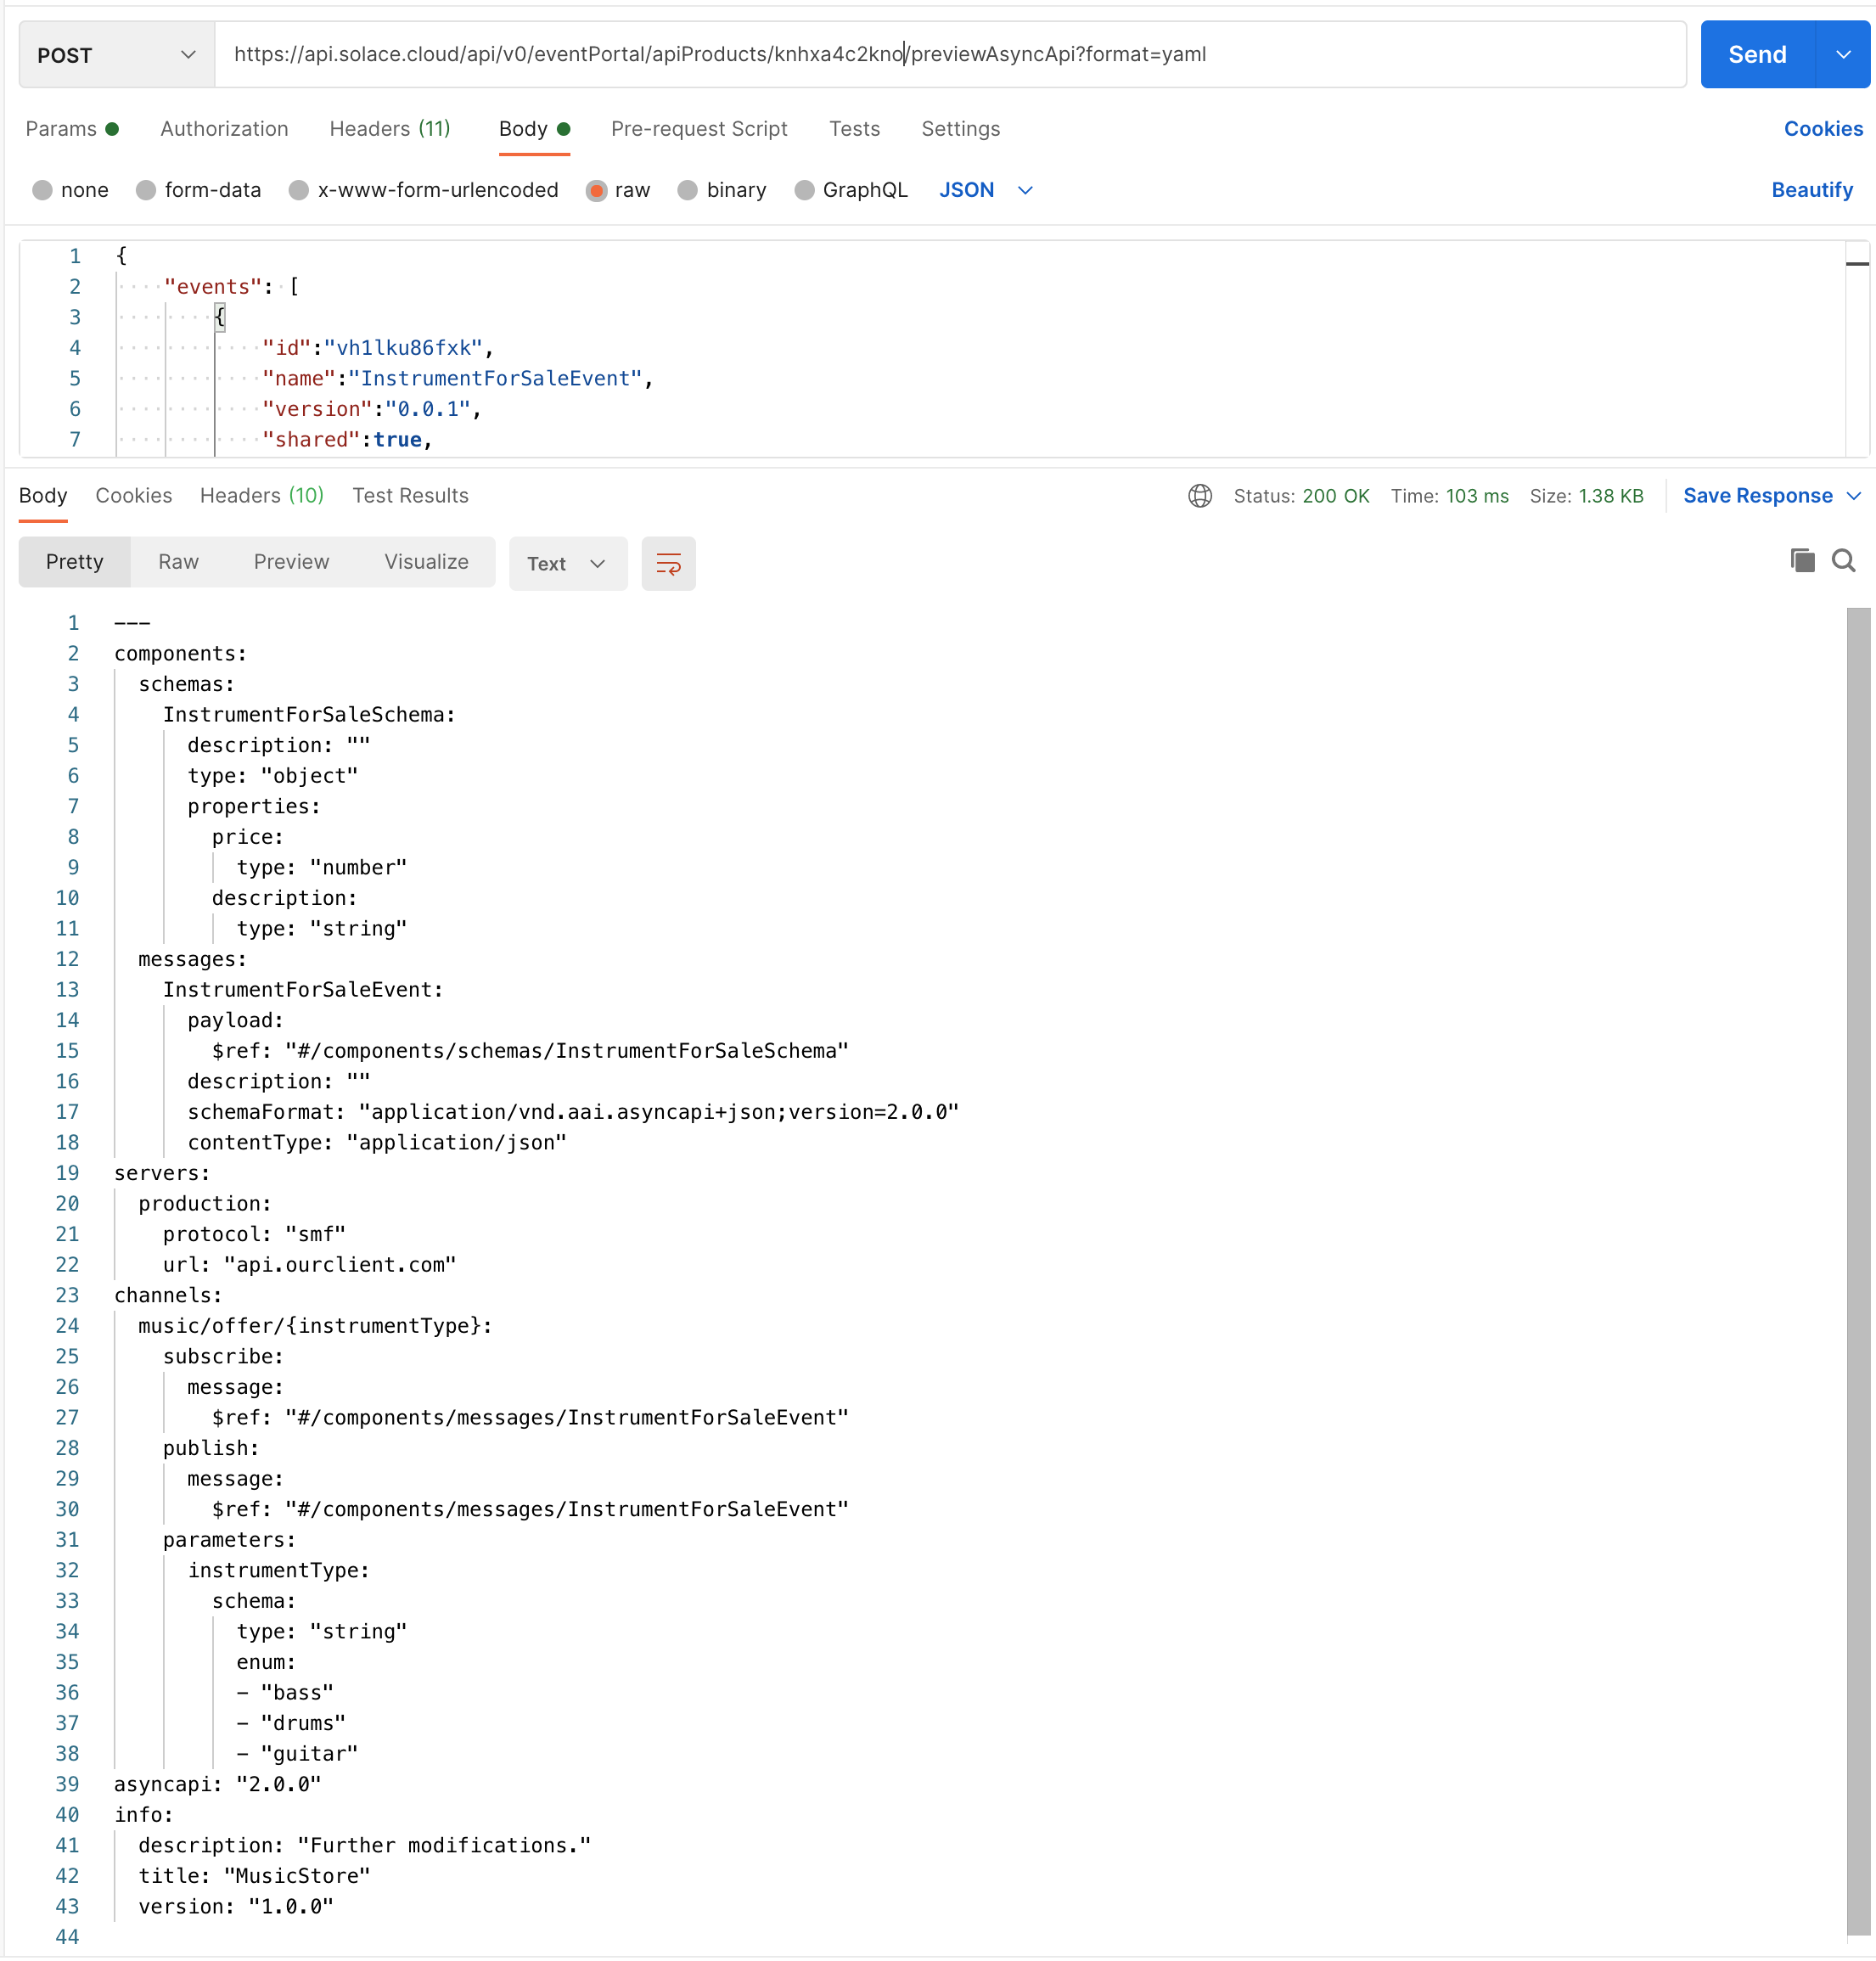 POST https://api.solace.cloud/api/v0/eventPortal/apiProducts/knhxa4c2kno/previewAsyncApi?format=yaml Send
Params Authorization Headers (11) Body Pre-request Script Tests Settings Cookies
none form-data x-www-form-urlencoded raw binary GraphQL JSON Beautify
1 {
2 "events": [
3 {
4 "id":"vh1lku86fxk",
5 "name":"InstrumentForSaleEvent",
6 "version":"0.0.1",
7 "shared":true,
Body Cookies Headers (10) Test Results Status: 200 OK Time: 103 ms Size: 1.38 KB Save Response
Pretty Raw Preview Visualize Text
1 ---
2 components:
3 schemas:
4 InstrumentForSaleSchema:
5 description: ""
6 type: "object"
7 properties:
8 price:
9 type: "number"
10 description:
11 type: "string"
12 messages:
13 InstrumentForSaleEvent:
14 payload:
15 $ref: "#/components/schemas/InstrumentForSaleSchema"
16 description: ""
17 schemaFormat: "application/vnd.aai.asyncapi+json;version=2.0.0"
18 contentType: "application/json"
19 servers:
20 production:
21 protocol: "smf"
22 url: "api.ourclient.com"
23 channels:
24 music/offer/{instrumentType}:
25 subscribe:
26 message:
27 $ref: "#/components/messages/InstrumentForSaleEvent"
28 publish:
29 message:
30 $ref: "#/components/messages/InstrumentForSaleEvent"
31 parameters:
32 instrumentType:
33 schema:
34 type: "string"
35 enum:
36 - "bass"
37 - "drums"
38 - "guitar"
39 asyncapi: "2.0.0"
40 info:
41 description: "Further modifications."
42 title: "MusicStore"
43 version: "1.0.0"
44